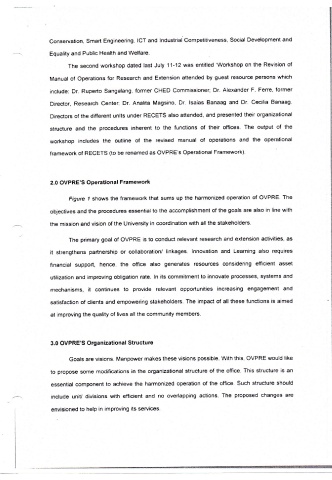 Conservation, Smart Engineering, ICT and Industrial Competitiveness, Social Development and
Equality and Public Health and Welfare.
The second workshop dated last July 11-12 was entitled 'Workshop on the Revision of
Manual of Operations for Research and Extension attended by guest resource persons which
include: Dr. Ruperto Sangalang, former CHED Commissioner, Dr. Alexander F. Ferre, former
Director, Research Center, Dr. Analita Magsino, Dr. Isaias Banaag and Dr. Cecilia Banaag.
Directors of the different units under RECETS also attended, and presented their organizational
structure and the procedures inherent to the functions of their offices. The output of the
workshop includes the outline of the revised manual of operations and the operational
framework of RECETS (to be renamed as OVPRE's Operational Framework).
2.0 OVPRE'S Operational Framework
Figure 1 shows the framework that sums up the harmonized operation of OVPRE. The
objectives and the procedures essential to the accomplishment of the goals are also in line with
the mission and vision of the University in coordination with all the stakeholders.
The primary goal of OVPRE is to conduct relevant research and extension activities, as
it strengthens partnership or collaboration/ linkages. Innovation and Learning also requires
financial support, hence, the office also generates resources considering efficient asset
utilization and improving obligation rate. In its commitment to innovate processes, systems and
mechanisms, it continues to provide relevant opportunities increasing engagement and
satisfaction of clients and empowering stakeholders. The impact of all these functions is aimed
at improving the quality of lives all the community members.
3.0 OVPRE'S Organizational Structure
Goals are visions. Manpower makes these visions possible. With this, OVPRE would like
to propose some modifications in the organizational structure of the office. This structure is an
essential component to achieve the harmonized operation of the office. Such structure should
include unit/ divisions with efficient and no overlapping actions. The proposed changes are
envisioned to help in improving its services.